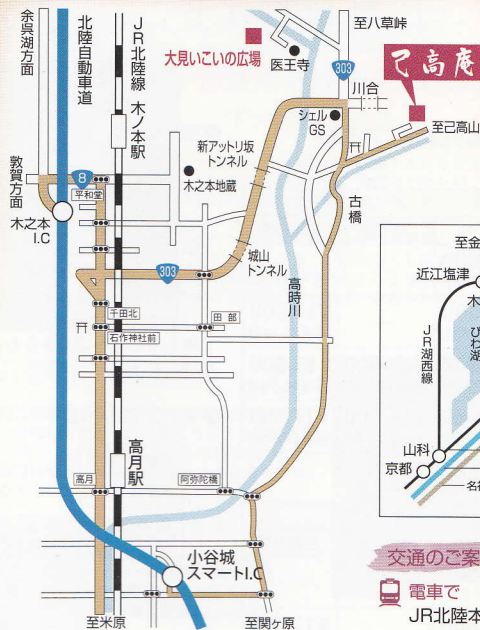 余呉湖方面
北陸自動車道
JR北陸線
木ノ本駅
大見いこいの広場
医王寺
至八草峠
303
己高庵
川合
シェル
GS
至己高山
新アットリ坂
トンネル
木之本地蔵
古橋
敦賀方面
8
平和堂
木之本
I.C
303
城山
トンネル
高時川
千田北
田部
石作神社前
高月駅
高月
阿弥陀橋
小谷城
スマートI.C
至米原
至関ヶ原
至金
近江塩津
木
びわ湖
JR湖西線
山科
京都
名神
交通のご案
電車で
JR北陸本